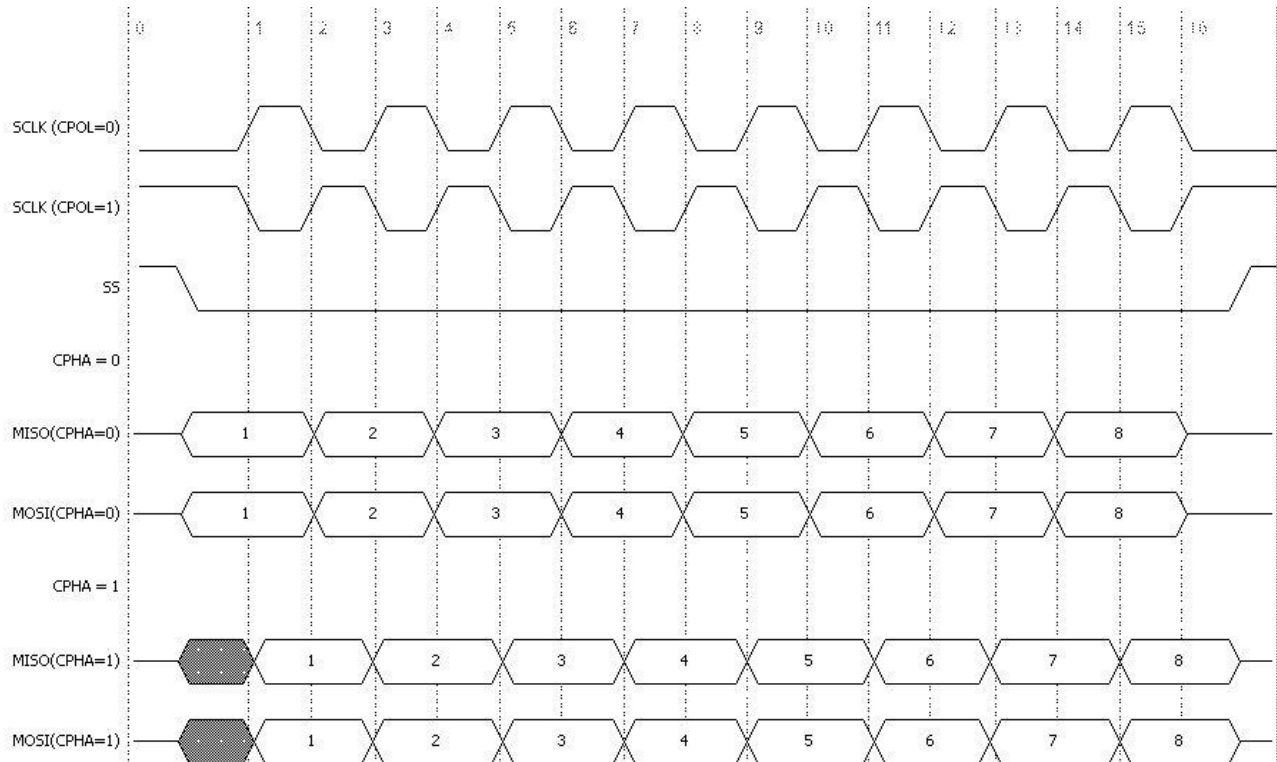 0 1 2 3 4 5 6 7 8 9 10 11 12 13 14 15 16
SCLK (CPOL=0)
SCLK (CPOL=1)
SS
CPHA = 0
MISO(CPHA=0) 1 2 3 4 5 6 7 8
MOSI(CPHA=0) 1 2 3 4 5 6 7 8
CPHA = 1
MISO(CPHA=1) 1 2 3 4 5 6 7 8
MOSI(CPHA=1) 1 2 3 4 5 6 7 8